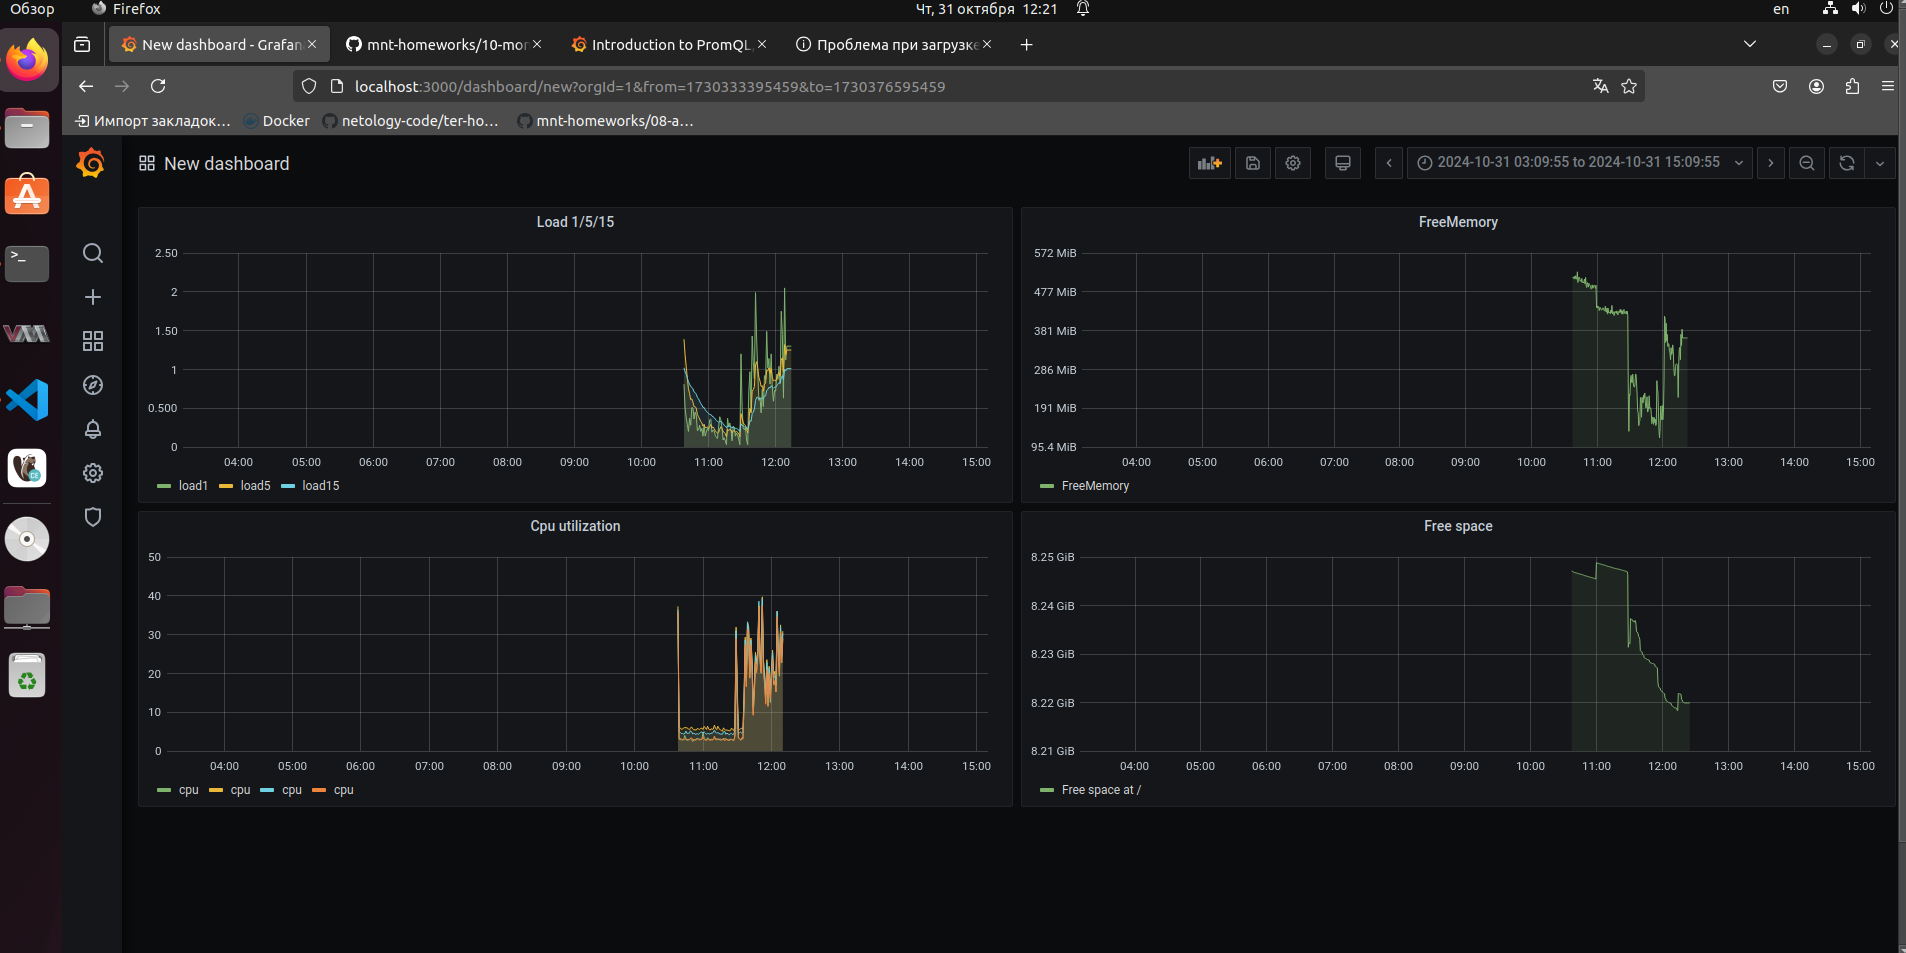 Обзор
Firefox
Чт, 31 октября 12:21
en
New dashboard - Grafan
mnt-homeworks/10-mor
Introduction to PromQL,
Проблема при загрузке
localhost:3000/dashboard/new?orgId=1&from=1730333395459&to=1730376595459
Импорт закладок...
Docker
netology-code/ter-ho...
mnt-homeworks/08-a...
New dashboard
2024-10-31 03:09:55 to 2024-10-31 15:09:55
Load 1/5/15
2.50
2
1.50
1
0.500
0
04:00 05:00 06:00 07:00 08:00 09:00 10:00 11:00 12:00 13:00 14:00 15:00
load1 load5 load15
FreeMemory
572 MiB
477 MiB
381 MiB
286 MiB
191 MiB
95.4 MiB
04:00 05:00 06:00 07:00 08:00 09:00 10:00 11:00 12:00 13:00 14:00 15:00
FreeMemory
Cpu utilization
50
40
30
20
10
0
04:00 05:00 06:00 07:00 08:00 09:00 10:00 11:00 12:00 13:00 14:00 15:00
cpu cpu cpu cpu
Free space
8.25 GiB
8.24 GiB
8.23 GiB
8.22 GiB
8.21 GiB
04:00 05:00 06:00 07:00 08:00 09:00 10:00 11:00 12:00 13:00 14:00 15:00
Free space at /